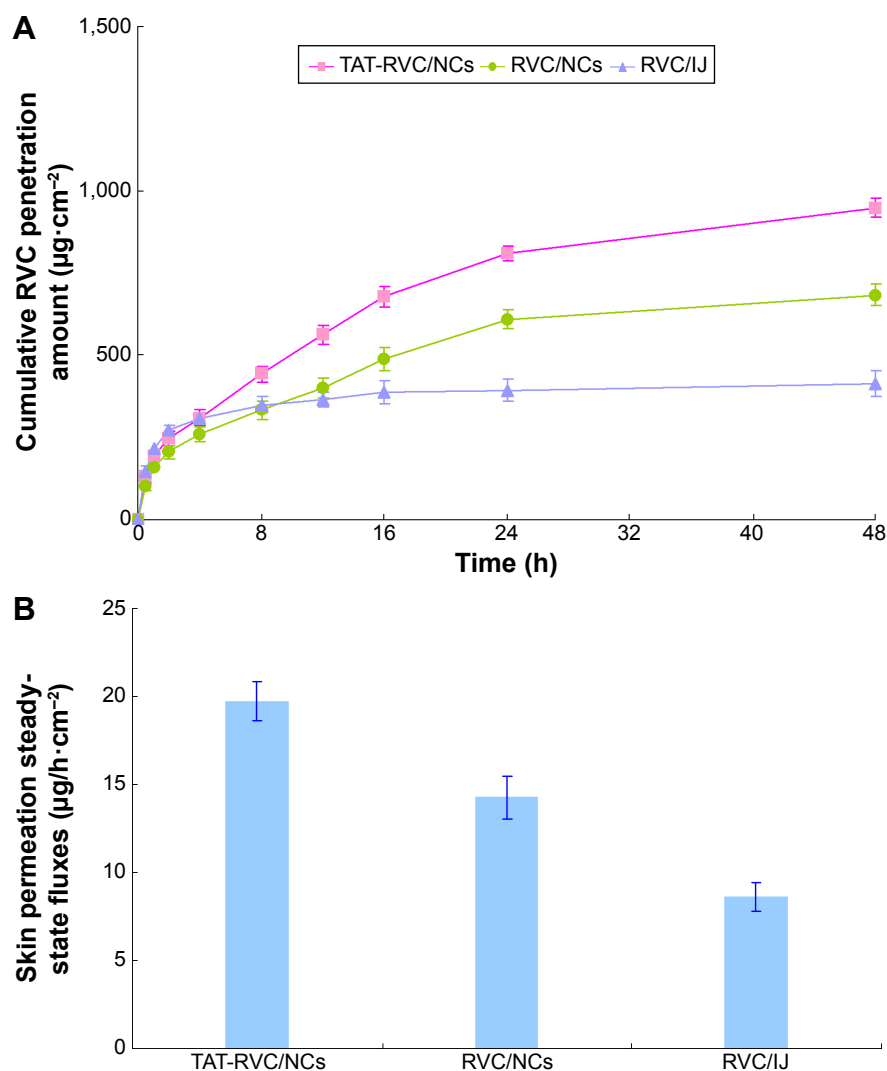 A
1,500
TAT-RVC/NCs RVC/NCs RVC/IJ
Cumulative RVC penetration
amount (µg·cm⁻²)
1,000
500
0
0 8 16 24 32 40 48
Time (h)
B
25
Skin permeation steady-
state fluxes (µg/h·cm⁻²)
20
15
10
5
0
TAT-RVC/NCs RVC/NCs RVC/IJ